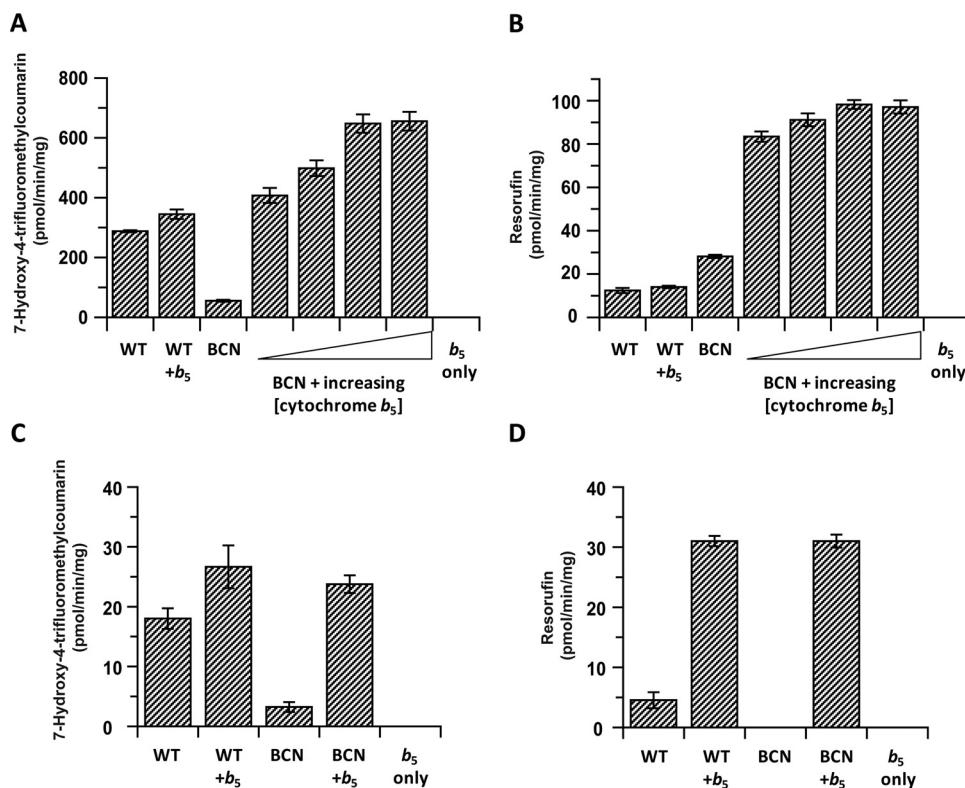 A
7-Hydroxy-4-trifluoromethylcoumarin
(pmol/min/mg)
800
600
400
200
0
WT
WT
+b₅
BCN
BCN + increasing
[cytochrome b₅]
b₅
only
B
Resorufin
(pmol/min/mg)
100
80
60
40
20
0
WT
WT
+b₅
BCN
BCN + increasing
[cytochrome b₅]
b₅
only
C
7-Hydroxy-4-trifluoromethylcoumarin
(pmol/min/mg)
40
30
20
10
0
WT
WT
+b₅
BCN
BCN
+b₅
b₅
only
D
Resorufin
(pmol/min/mg)
40
30
20
10
0
WT
WT
+b₅
BCN
BCN
+b₅
b₅
only